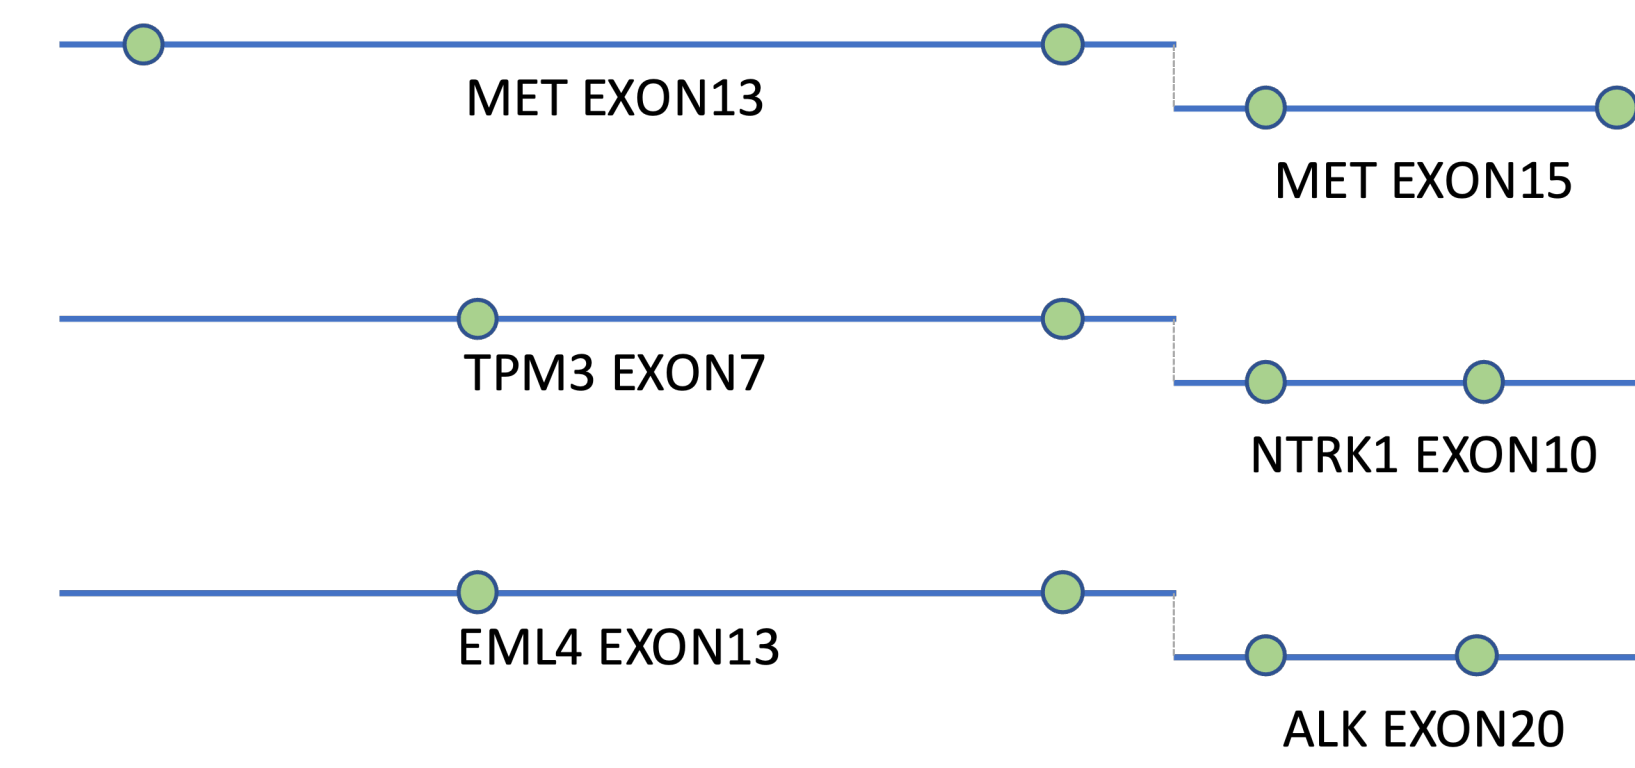 MET EXON13
MET EXON15
TPM3 EXON7
NTRK1 EXON10
EML4 EXON13
ALK EXON20